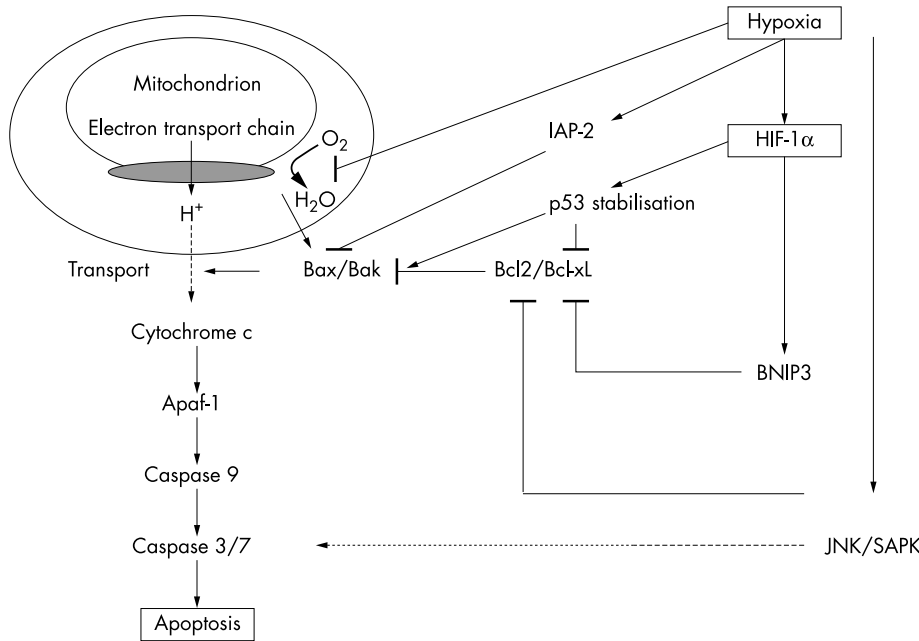 Hypoxia
Mitochondrion
Electron transport chain
O2
IAP-2
HIF-1α
H2O
H+
p53 stabilisation
Transport
Bax/Bak
Bcl2/Bcl-xL
Cytochrome c
BNIP3
Apaf-1
Caspase 9
Caspase 3/7
JNK/SAPK
Apoptosis